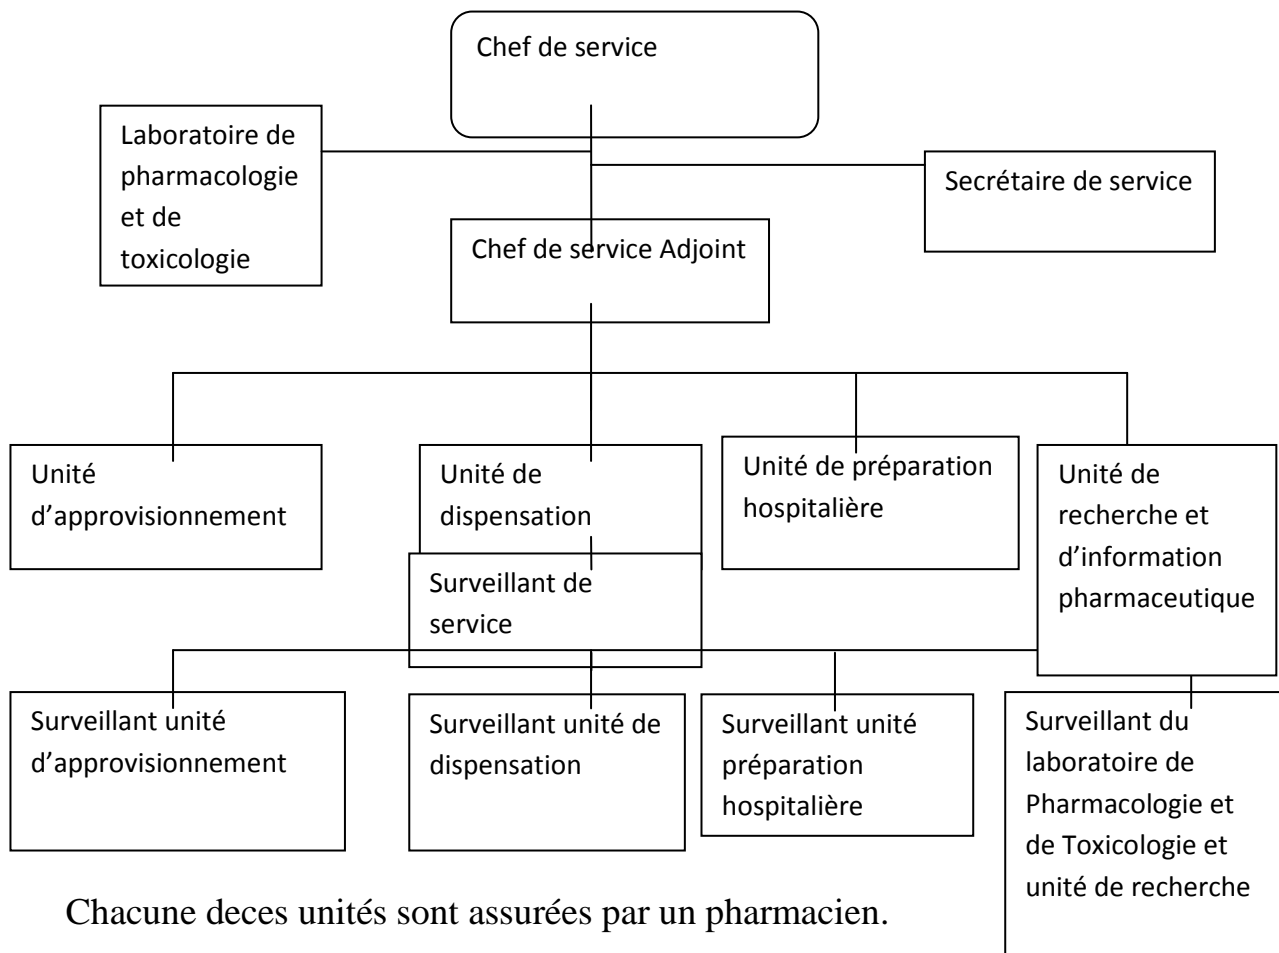 Chef de service
Laboratoire de
pharmacologie
et de
toxicologie
Secrétaire de service
Chef de service Adjoint
Unité
d’approvisionnement
Unité de
dispensation
Unité de préparation
hospitalière
Unité de
recherche et
d’information
pharmaceutique
Surveillant de
service
Surveillant unité
d’approvisionnement
Surveillant unité de
dispensation
Surveillant unité
préparation
hospitalière
Surveillant du
laboratoire de
Pharmacologie et
de Toxicologie et
unité de recherche
Chacune deces unités sont assurées par un pharmacien.